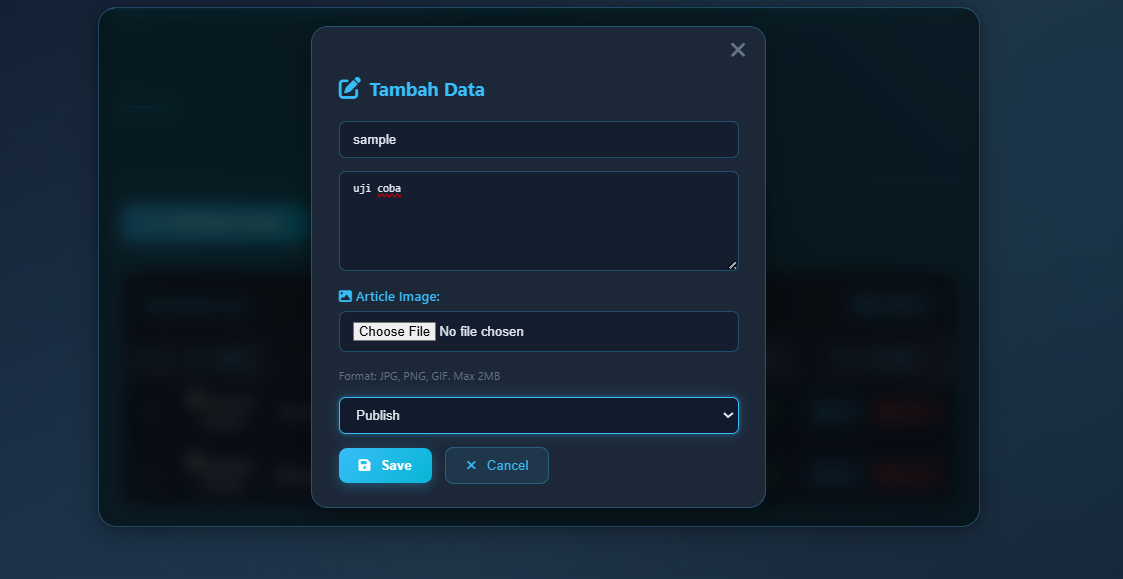 Tambah Data
sample
uji coba
Article Image:
Choose File No file chosen
Format: JPG, PNG, GIF. Max 2MB
Publish
Save Cancel